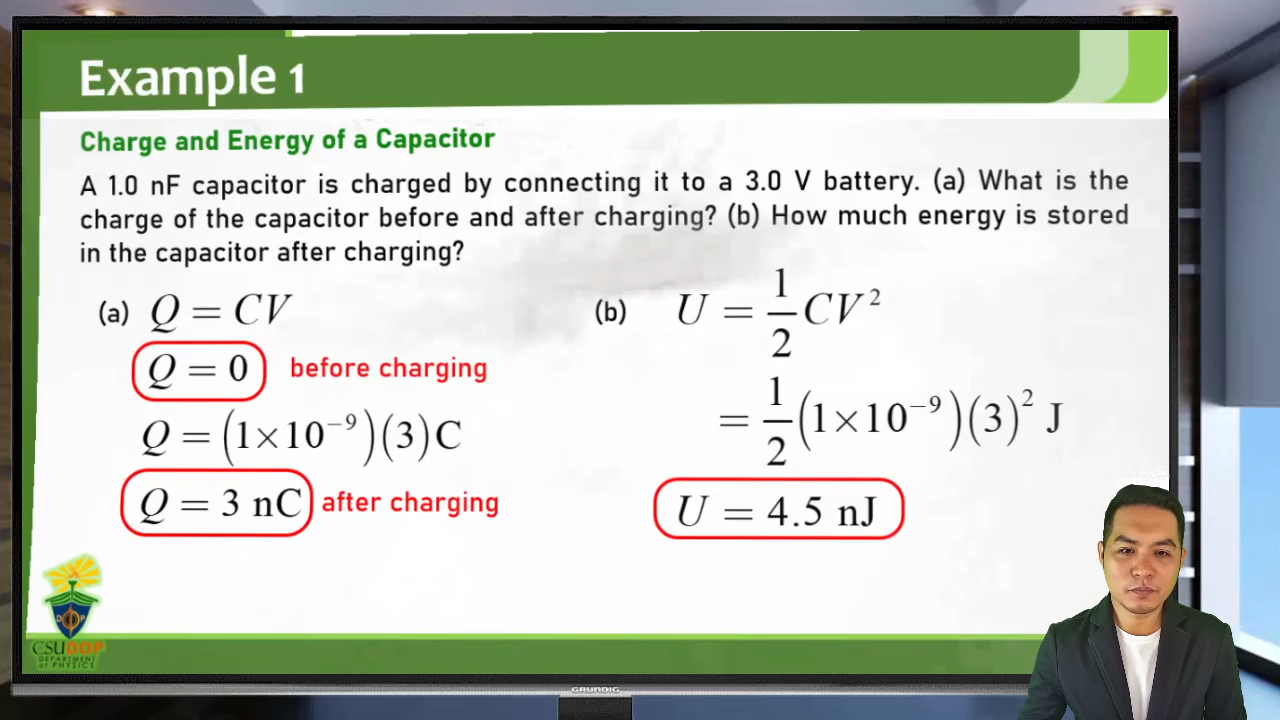 Example 1
Charge and Energy of a Capacitor
A 1.0 nF capacitor is charged by connecting it to a 3.0 V battery. (a) What is the
charge of the capacitor before and after charging? (b) How much energy is stored
in the capacitor after charging?
(a) Q = CV
Q = 0 before charging
Q = (1×10⁻⁹)(3)C
Q = 3 nC after charging
(b) U = 1/2 CV²
= 1/2 (1×10⁻⁹)(3)² J
U = 4.5 nJ
CSU DOP
DEPARTMENT
of PHYSICS
GRUNDIG